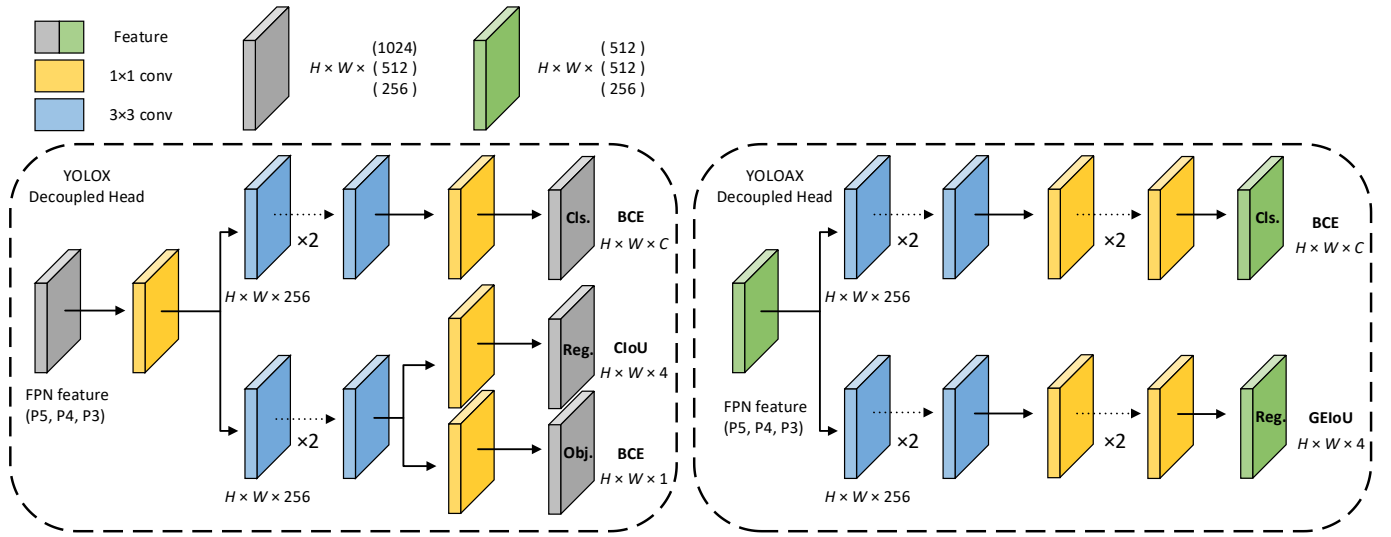 Feature
1×1 conv
3×3 conv
(1024)
H × W × ( 512 )
( 256 )
( 512 )
H × W × ( 512 )
( 256 )
YOLOX
Decoupled Head
×2
H × W × 256
Cls.
BCE
H × W × C
FPN feature
(P5, P4, P3)
Reg.
CIoU
H × W × 4
×2
H × W × 256
Obj.
BCE
H × W × 1
YOLOAX
Decoupled Head
×2
H × W × 256
×2
Cls.
BCE
H × W × C
FPN feature
(P5, P4, P3)
×2
H × W × 256
×2
Reg.
GEIoU
H × W × 4